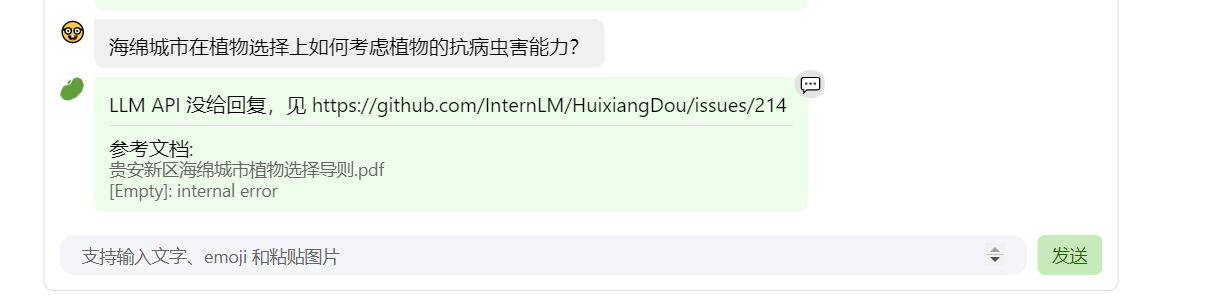 海绵城市在植物选择上如何考虑植物的抗病虫害能力？
LLM API 没给回复，见 https://github.com/InternLM/HuixiangDou/issues/214
参考文档:
贵安新区海绵城市植物选择导则.pdf
[Empty]: internal error
支持输入文字、emoji 和粘贴图片
发送